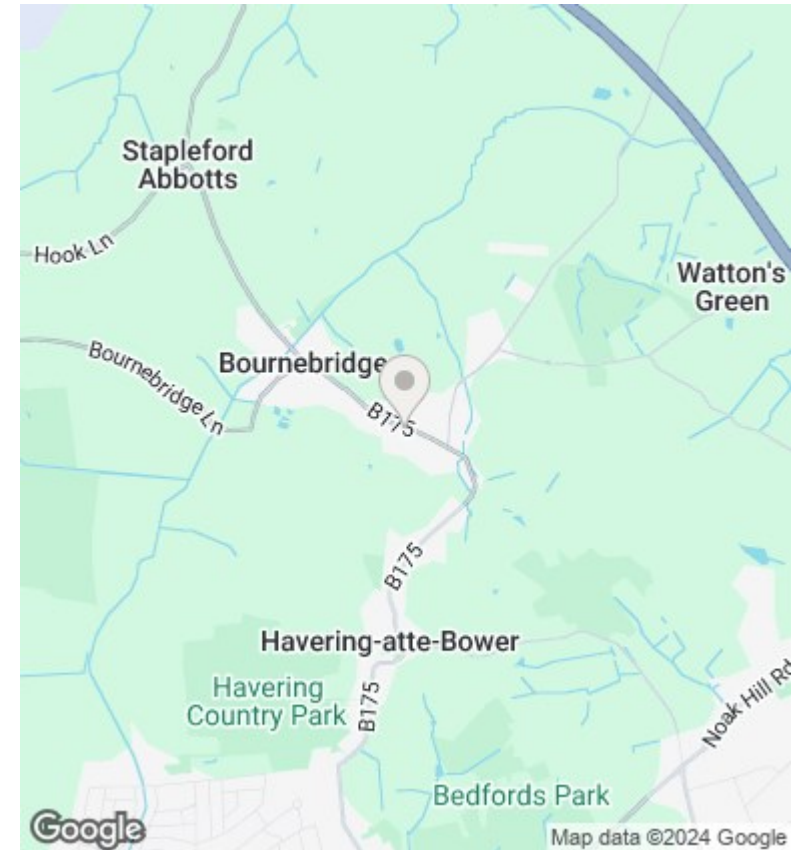 Stapleford
Abbotts
Hook Ln
Watton's
Green
Bournebridge
Bournebridge Ln
B175
B175
Havering-atte-Bower
Havering
Country Park
B175
Noak Hill Rd
Bedfords Park
Google
Map data ©2024 Google